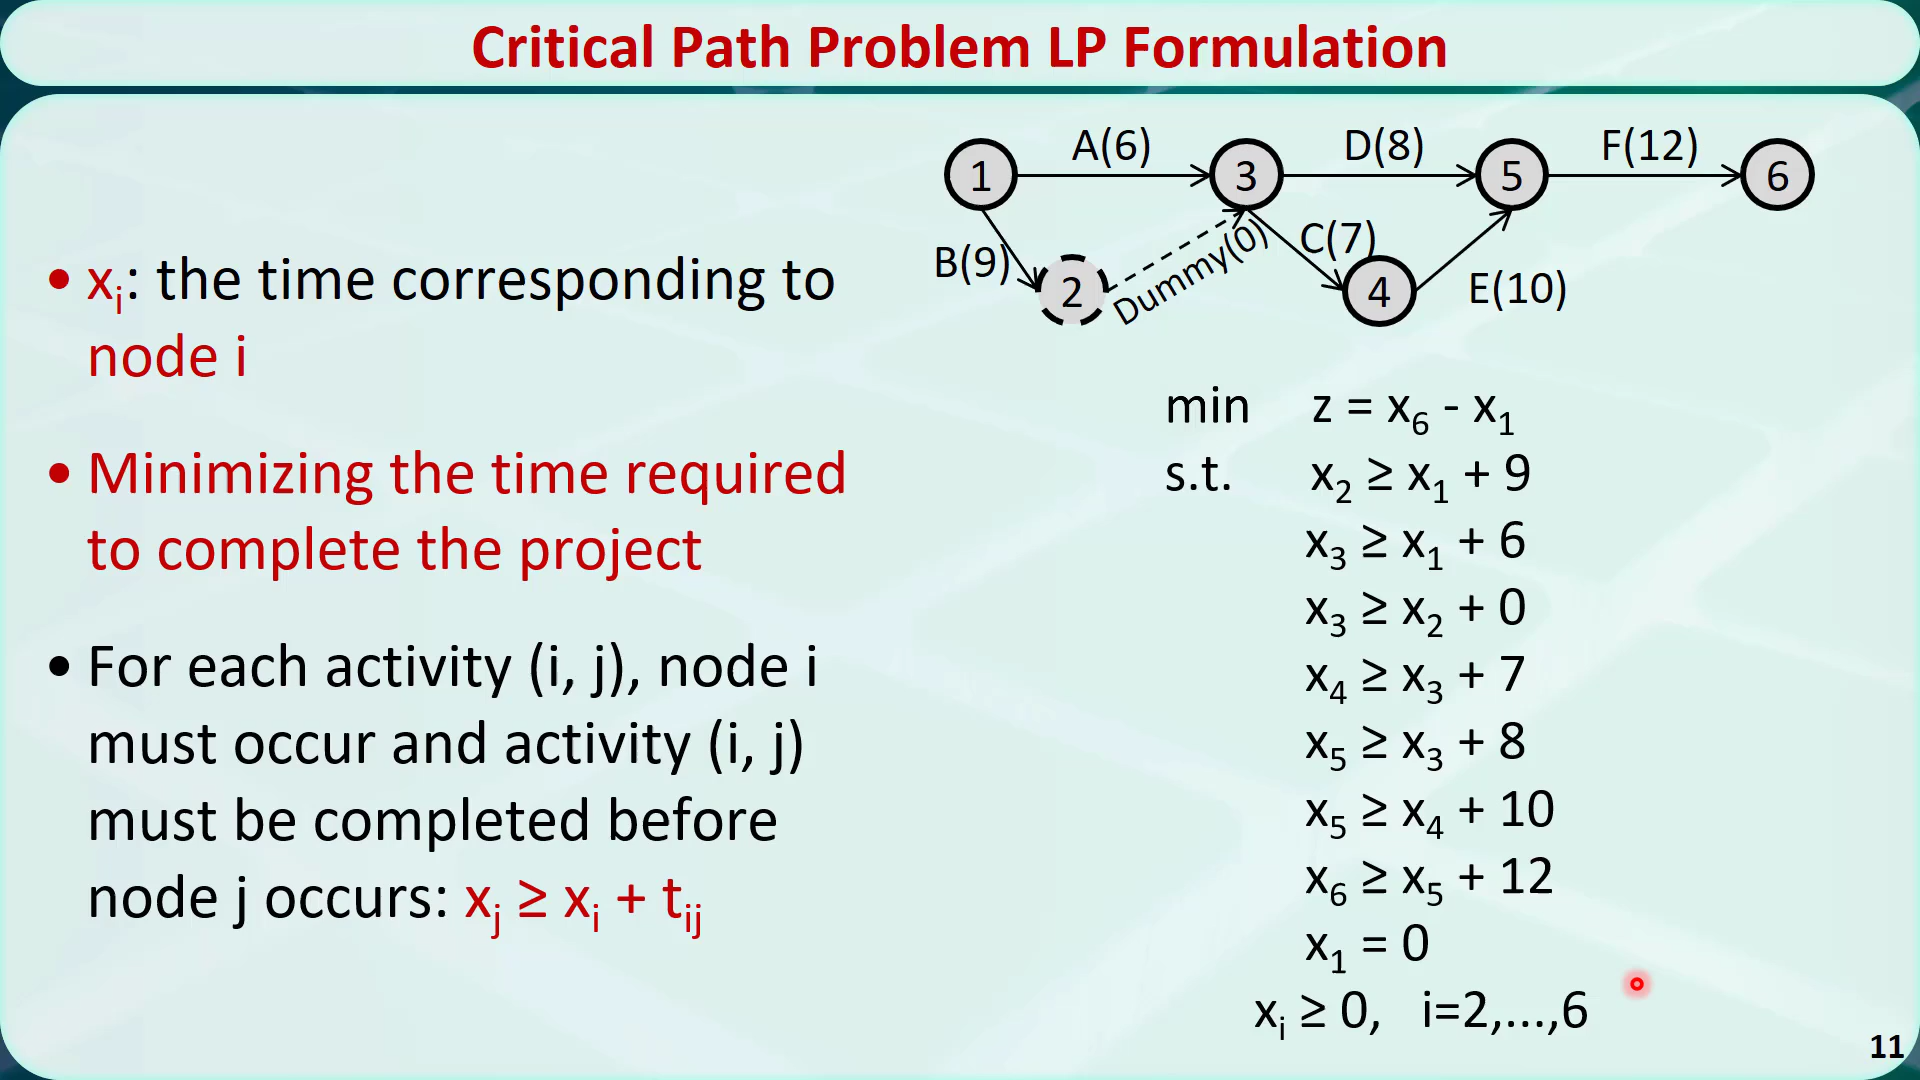 Critical Path Problem LP Formulation
A(6) D(8) F(12)
1 3 5 6
B(9) 2 Dummy(0) C(7) 4 E(10)
• xᵢ: the time corresponding to
node i
• Minimizing the time required
to complete the project
• For each activity (i, j), node i
must occur and activity (i, j)
must be completed before
node j occurs: xⱼ ≥ xᵢ + tᵢⱼ
min z = x₆ - x₁
s.t. x₂ ≥ x₁ + 9
x₃ ≥ x₁ + 6
x₃ ≥ x₂ + 0
x₄ ≥ x₃ + 7
x₅ ≥ x₃ + 8
x₅ ≥ x₄ + 10
x₆ ≥ x₅ + 12
x₁ = 0
xᵢ ≥ 0, i=2,...,6
11